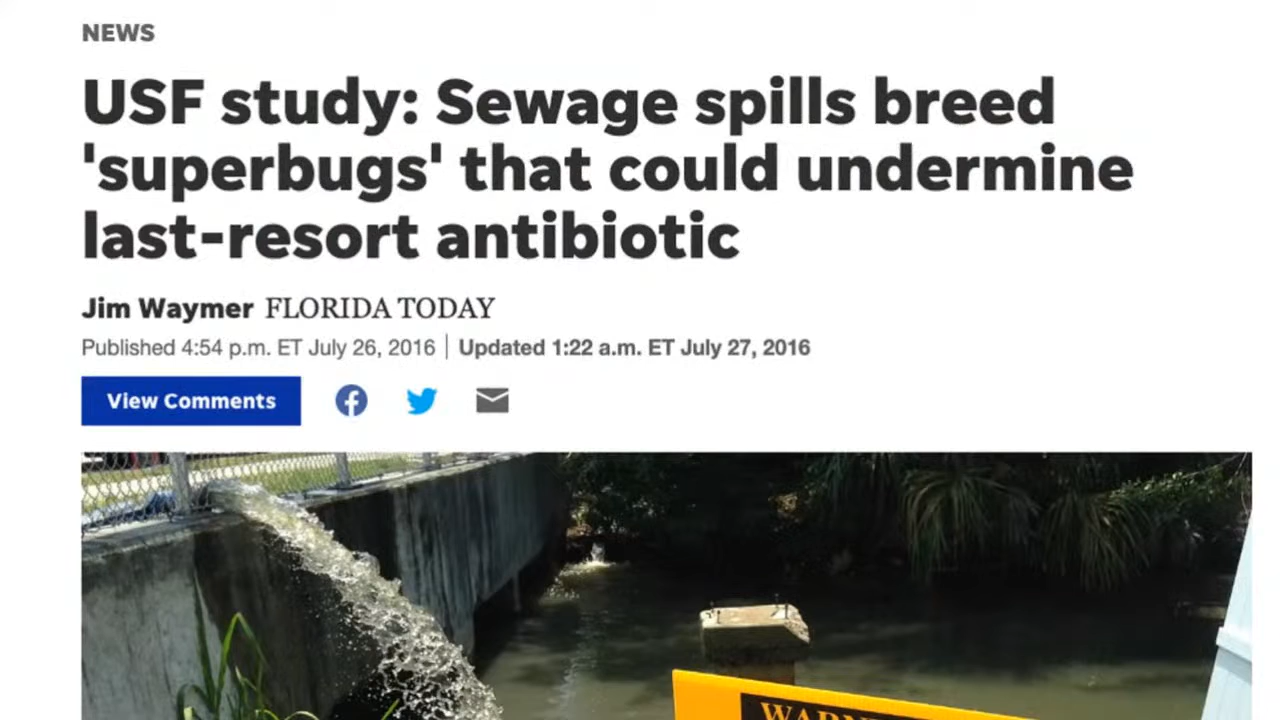 NEWS
USF study: Sewage spills breed
'superbugs' that could undermine
last-resort antibiotic
Jim Waymer FLORIDA TODAY
Published 4:54 p.m. ET July 26, 2016 | Updated 1:22 a.m. ET July 27, 2016
View Comments